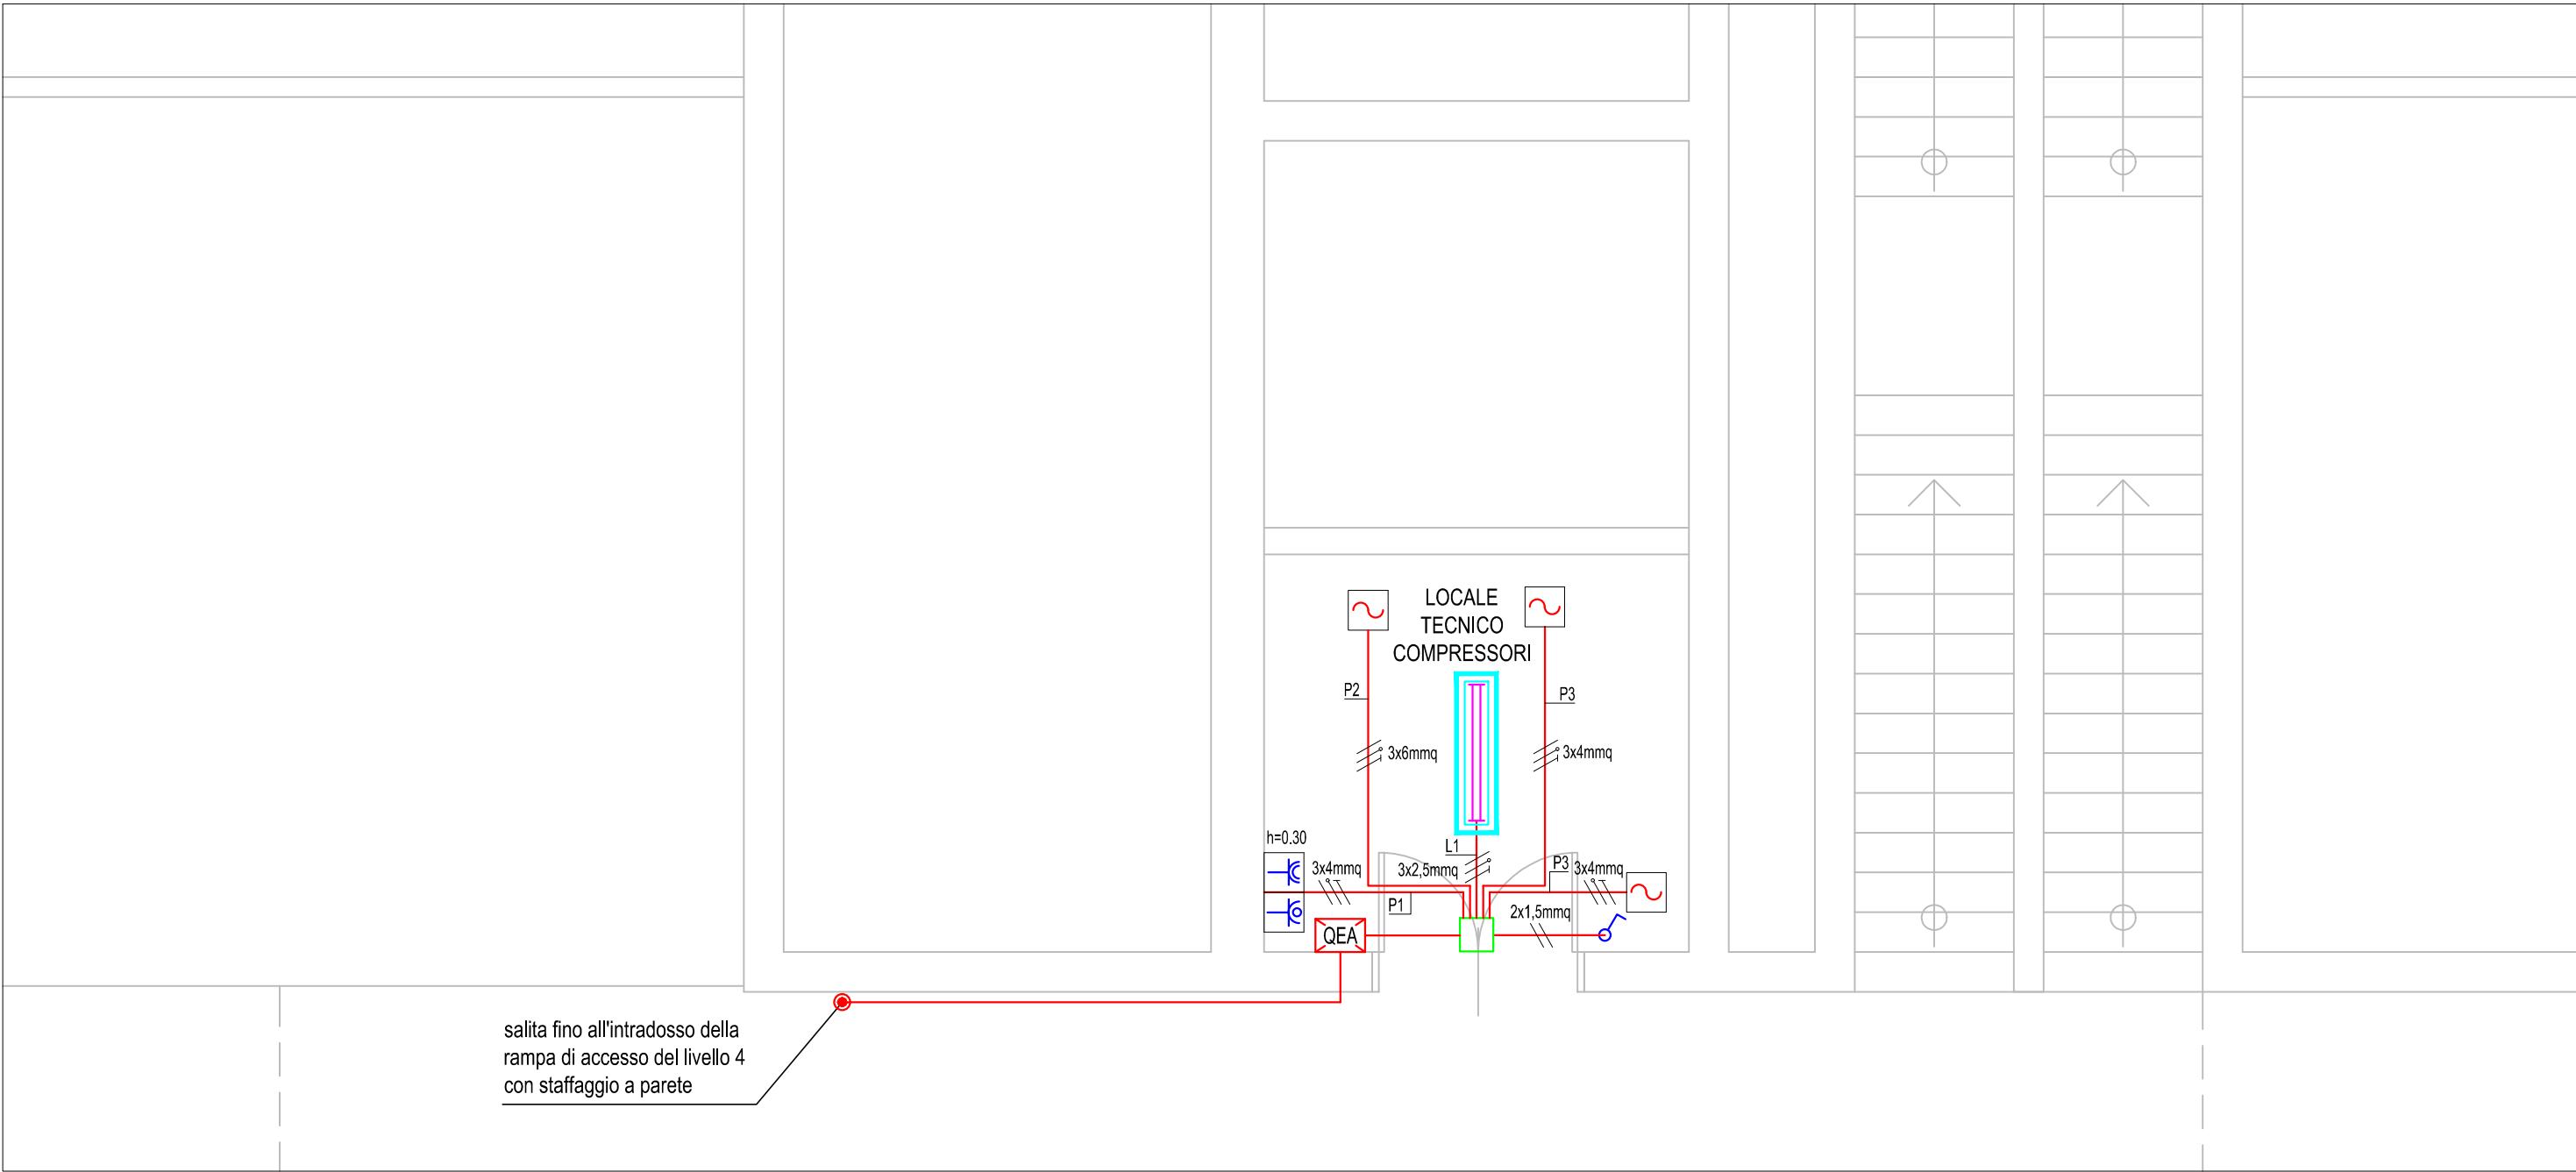 LOCALE
TECNICO
COMPRESSORI
P2
P3
3x6mmq
3x4mmq
h=0.30
L1
3x4mmq
3x2,5mmq
P3
3x4mmq
P1
2x1,5mmq
QEA
salita fino all'intradosso della
rampa di accesso del livello 4
con staffaggio a parete